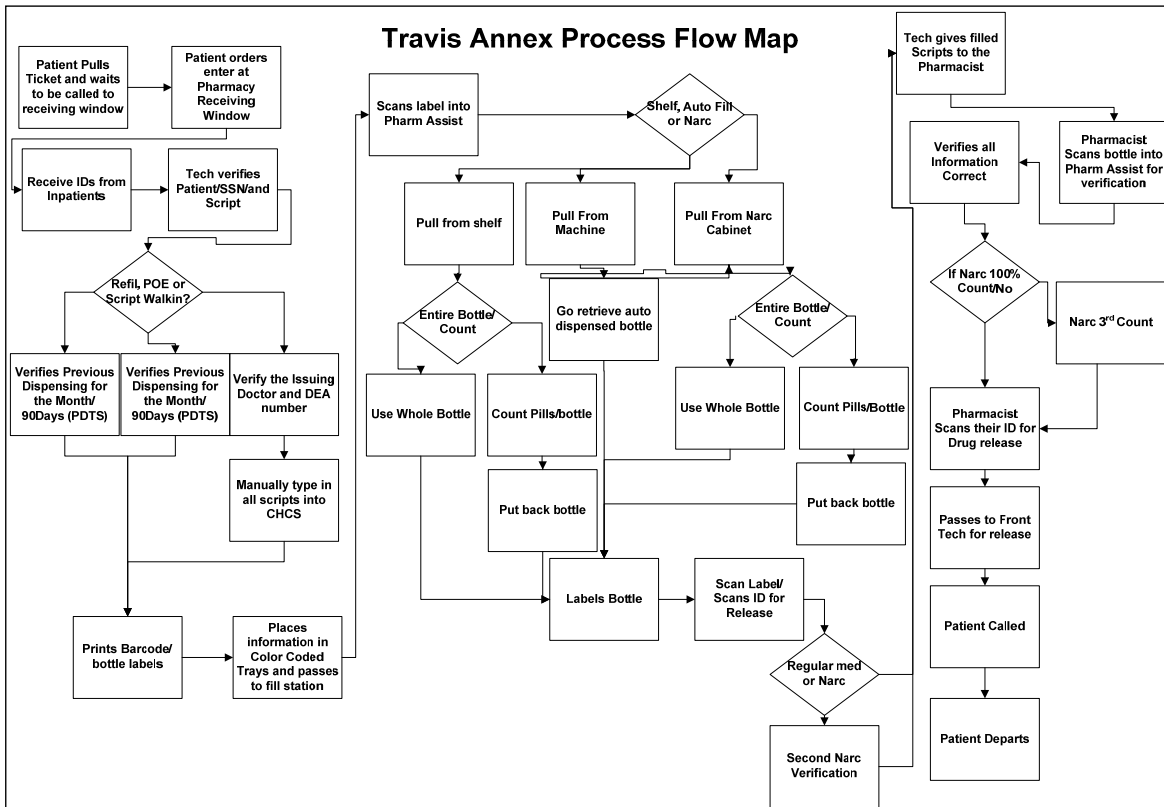 Travis Annex Process Flow Map
Patient Pulls
Ticket and waits
to be called to
receiving window
Patient orders
enter at
Pharmacy
Receiving
Window
Receive IDs from
Inpatients
Tech verifies
Patient/SSN/and
Script
Refil, POE or
Script Walkin?
Verifies Previous
Dispensing for
the Month/
90Days (PDTS)
Verifies Previous
Dispensing for
the Month/
90Days (PDTS)
Verify the Issuing
Doctor and DEA
number
Manually type in
all scripts into
CHCS
Prints Barcode/
bottle labels
Places
information in
Color Coded
Trays and passes
to fill station
Scans label into
Pharm Assist
Shelf, Auto Fill
or Narc
Pull from shelf
Pull From
Machine
Pull From Narc
Cabinet
Entire Bottle/
Count
Go retrieve auto
dispensed bottle
Entire Bottle/
Count
Use Whole Bottle
Count Pills/bottle
Use Whole Bottle
Count Pills/Bottle
Put back bottle
Put back bottle
Labels Bottle
Scan Label/
Scans ID for
Release
Regular med
or Narc
Second Narc
Verification
Tech gives filled
Scripts to the
Pharmacist
Pharmacist
Scans bottle into
Pharm Assist for
verification
Verifies all
Information
Correct
If Narc 100%
Count/No
Narc 3rd Count
Pharmacist
Scans their ID for
Drug release
Passes to Front
Tech for release
Patient Called
Patient Departs